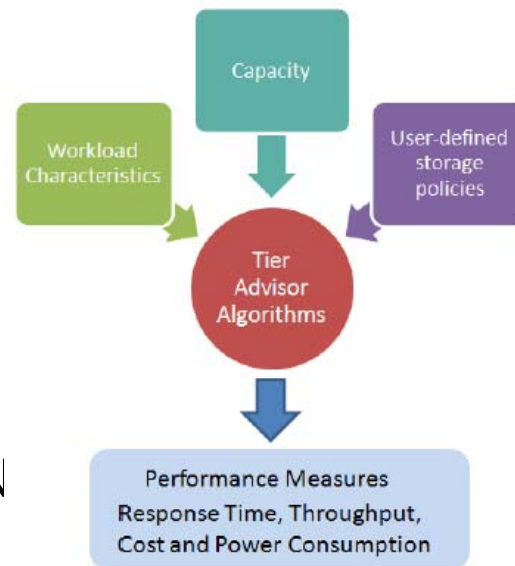 Capacity
Workload
Characteristics
User-defined
storage
policies
Tier
Advisor
Algorithms
Performance Measures
Response Time, Throughput,
Cost and Power Consumption